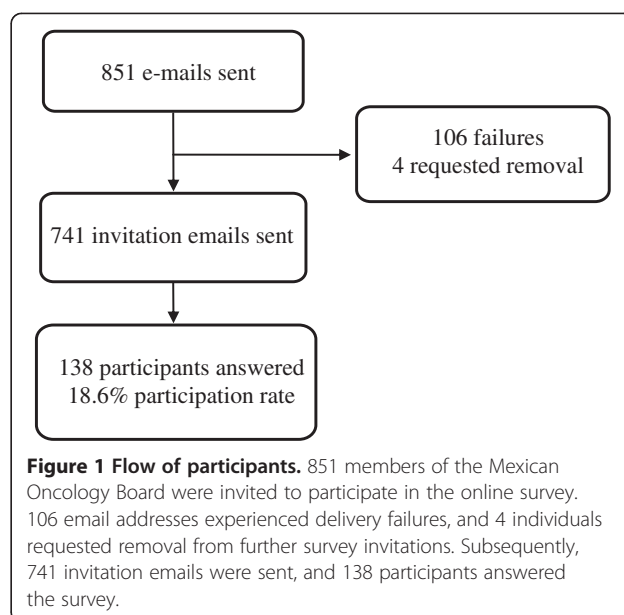 851 e-mails sent
106 failures
4 requested removal
741 invitation emails sent
138 participants answered
18.6% participation rate
Figure 1 Flow of participants. 851 members of the Mexican
Oncology Board were invited to participate in the online survey.
106 email addresses experienced delivery failures, and 4 individuals
requested removal from further survey invitations. Subsequently,
741 invitation emails were sent, and 138 participants answered
the survey.